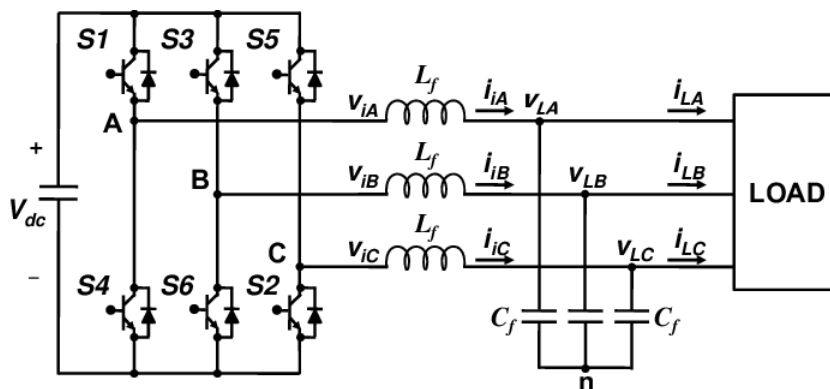 S1 S3 S5
L_f
v_iA i_iA v_LA i_LA
A
+
L_f
B v_iB i_iB v_LB i_LB LOAD
V_dc
L_f
C v_iC i_iC v_LC i_LC
−
S4 S6 S2
C_f C_f
n